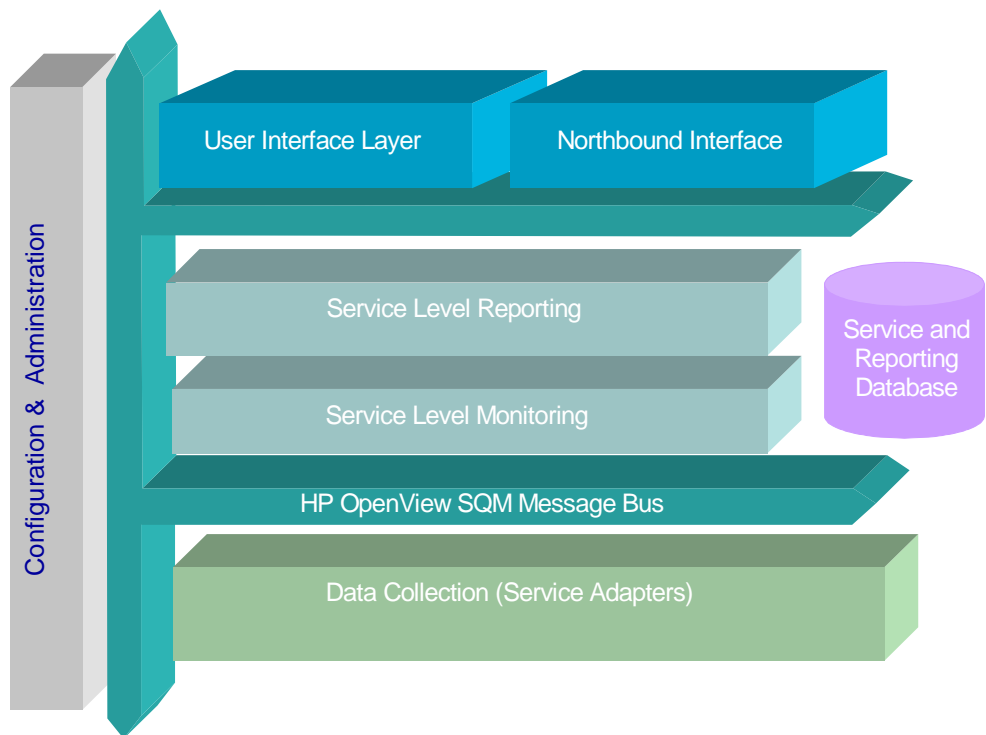 User Interface Layer
Northbound Interface
Configuration & Administration
Service Level Reporting
Service and
Reporting
Database
Service Level Monitoring
HP OpenView SQM Message Bus
Data Collection (Service Adapters)